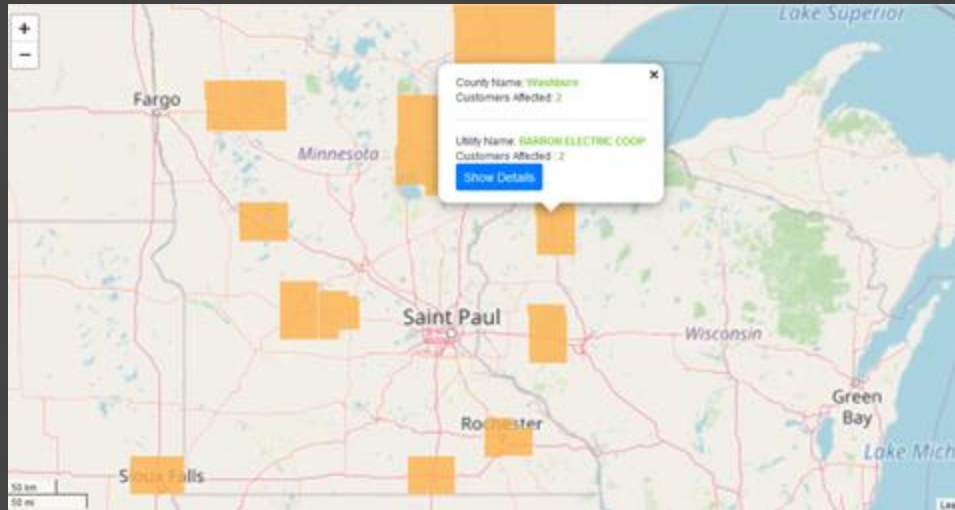 +
−
Lake Superior
Fargo
Minnesota
County Name: Washburn
Customers Affected: 2
Utility Name: BARRON ELECTRIC COOP
Customers Affected : 2
Show Details
×
Saint Paul
Wisconsin
Green
Bay
Rochester
Lake Mich
Sioux Falls
50 km
50 mi
Lea